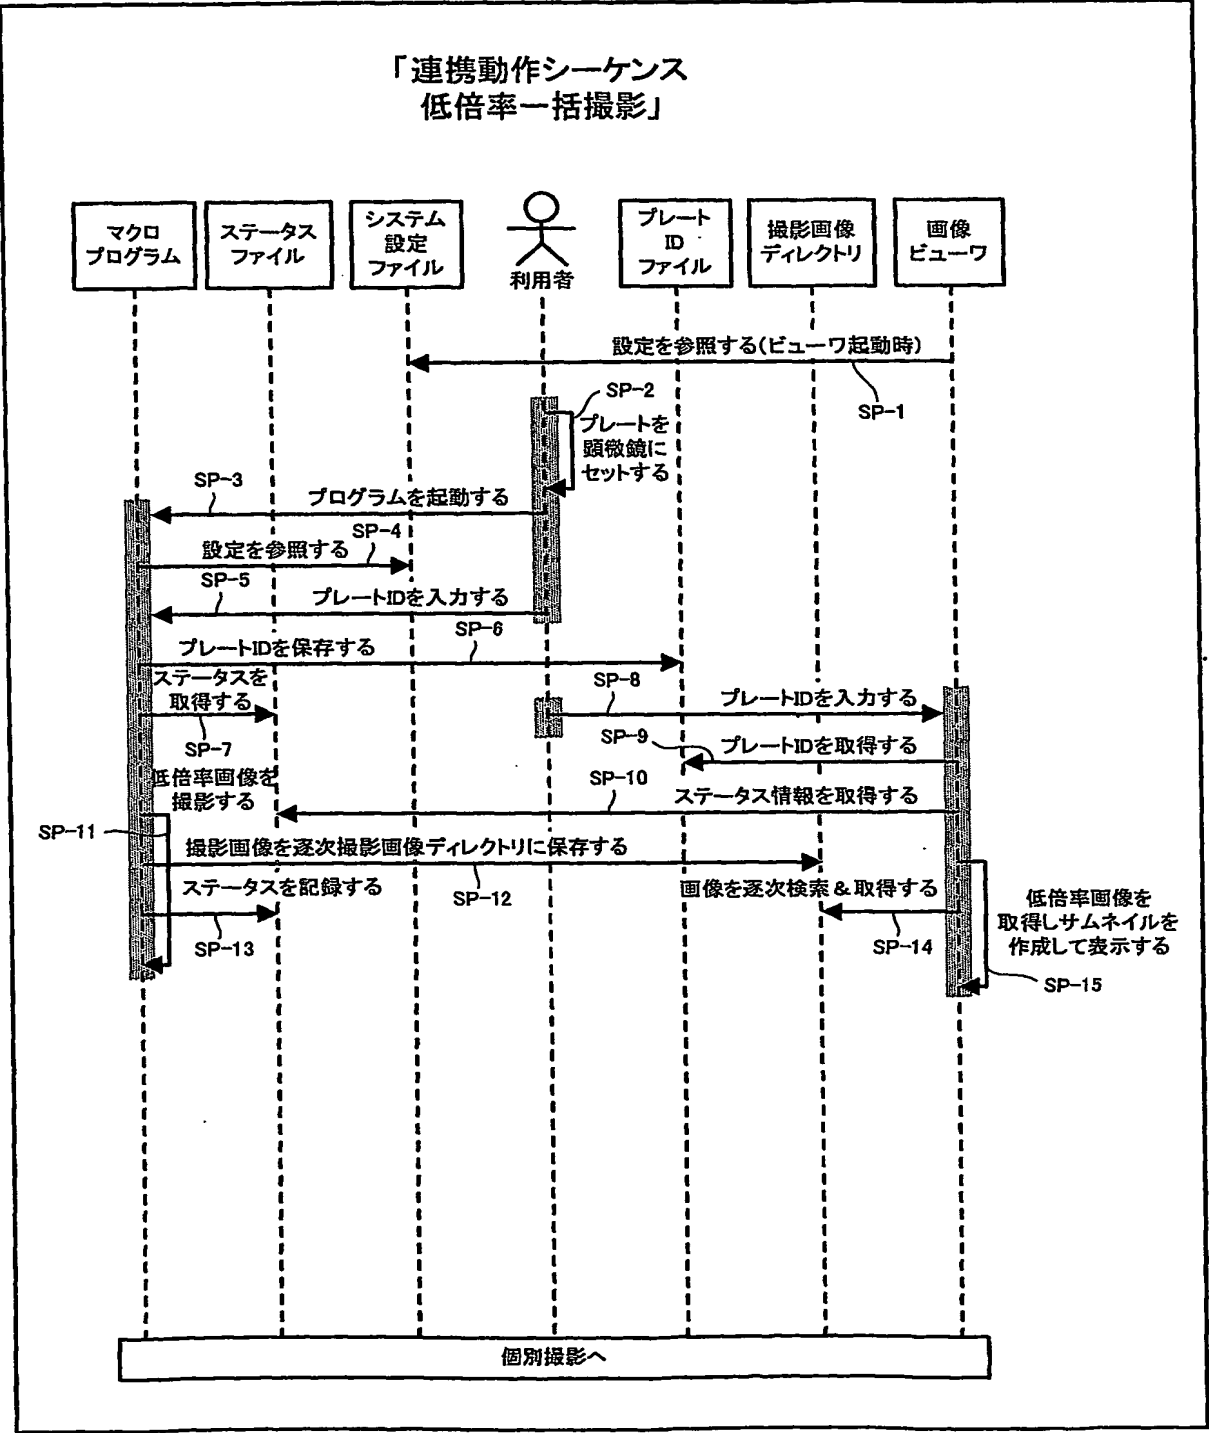 「連携動作シーケンス
低倍率一括撮影」
マクロ
プログラム
ステータス
ファイル
システム
設定
ファイル
利用者
プレート
ID
ファイル
撮影画像
ディレクトリ
画像
ビューワ
設定を参照する(ビューワ起動時)
SP-1
SP-2
プレートを
顕微鏡に
セットする
SP-3
プログラムを起動する
SP-4
設定を参照する
SP-5
プレートIDを入力する
SP-6
プレートIDを保存する
ステータスを
取得する
SP-7
SP-8
プレートIDを入力する
SP-9
プレートIDを取得する
低倍率画像を
撮影する
SP-10
ステータス情報を取得する
SP-11
撮影画像を逐次撮影画像ディレクトリに保存する
SP-12
ステータスを記録する
SP-13
画像を逐次検索&取得する
SP-14
低倍率画像を
取得しサムネイルを
作成して表示する
SP-15
個別撮影へ